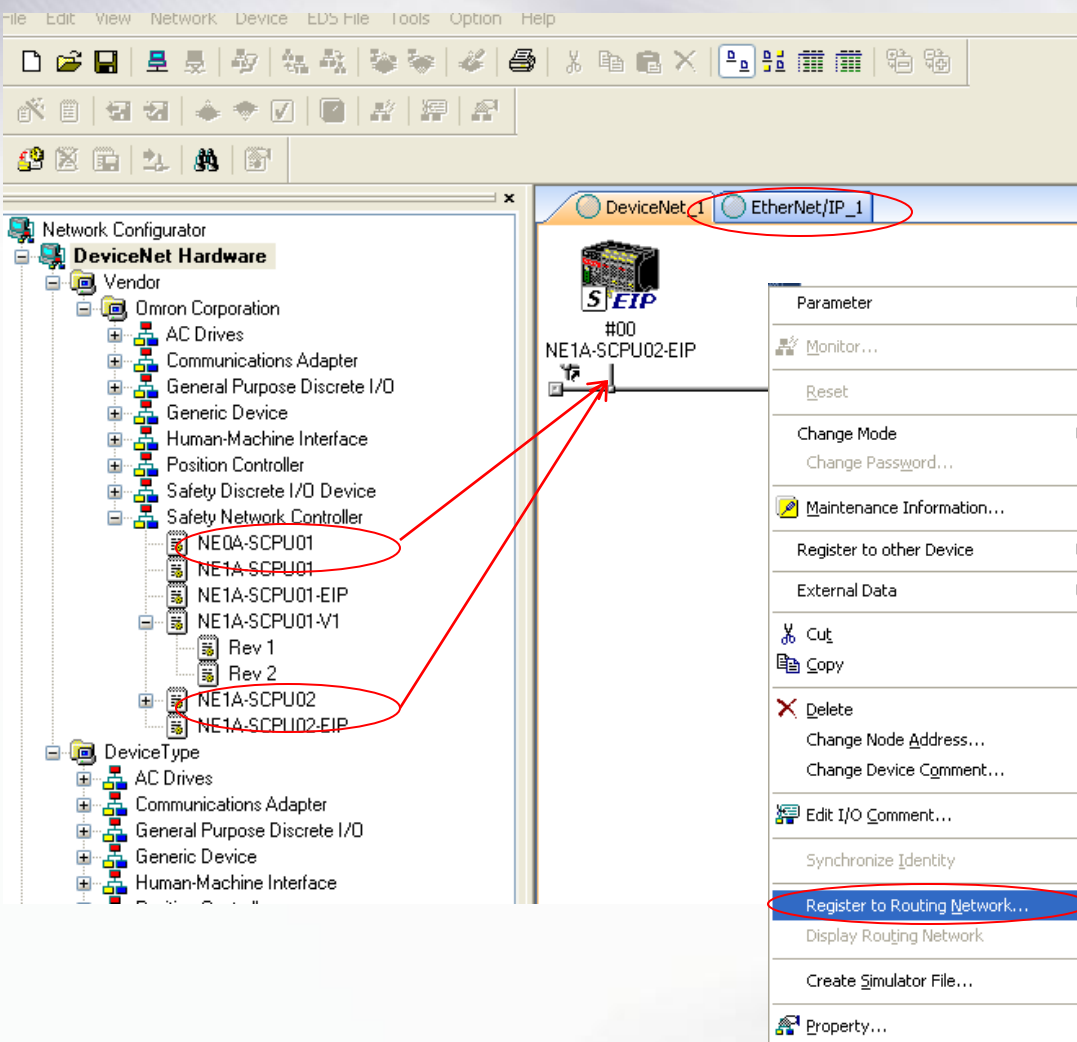 File Edit View Network Device EDS File Tools Option Help
DeviceNet_1 EtherNet/IP_1
Network Configurator
DeviceNet Hardware
Vendor
Omron Corporation
AC Drives
Communications Adapter
General Purpose Discrete I/O
Generic Device
Human-Machine Interface
Position Controller
Safety Discrete I/O Device
Safety Network Controller
NE0A-SCPU01
NE1A-SCPU01
NE1A-SCPU01-EIP
NE1A-SCPU01-V1
Rev 1
Rev 2
NE1A-SCPU02
NE1A-SCPU02-EIP
DeviceType
AC Drives
Communications Adapter
General Purpose Discrete I/O
Generic Device
Human-Machine Interface
S EIP
#00
NE1A-SCPU02-EIP
Parameter
Monitor...
Reset
Change Mode
Change Password...
Maintenance Information...
Register to other Device
External Data
Cut
Copy
Delete
Change Node Address...
Change Device Comment...
Edit I/O Comment...
Synchronize Identity
Register to Routing Network...
Display Routing Network
Create Simulator File...
Property...